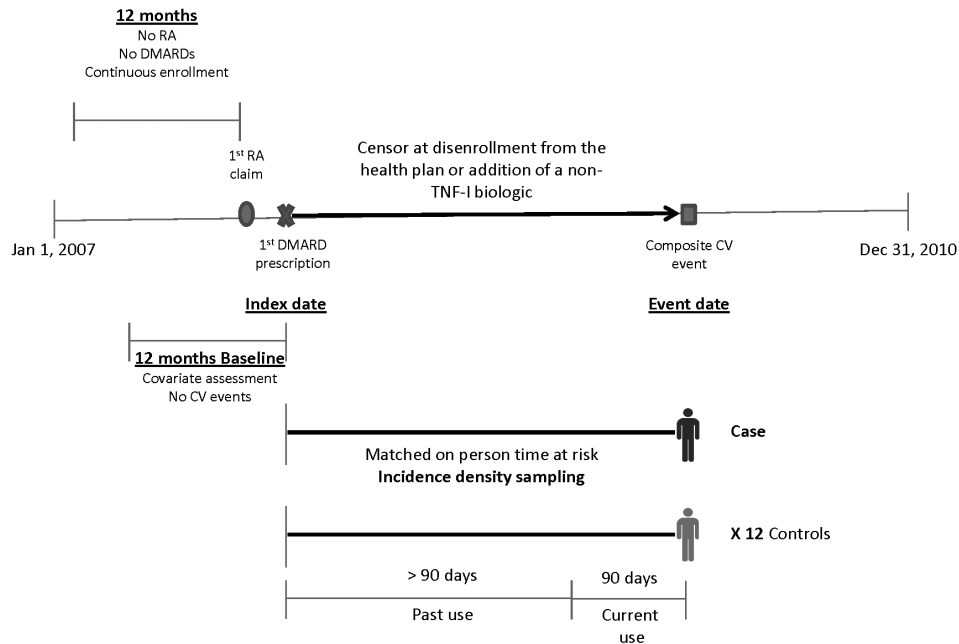 12 months
No RA
No DMARDs
Continuous enrollment
1st RA
claim
Censor at disenrollment from the
health plan or addition of a non-
TNF-I biologic
Jan 1, 2007
1st DMARD
prescription
Composite CV
event
Dec 31, 2010
Index date
Event date
12 months Baseline
Covariate assessment
No CV events
Case
Matched on person time at risk
Incidence density sampling
X 12 Controls
> 90 days
90 days
Past use
Current
use